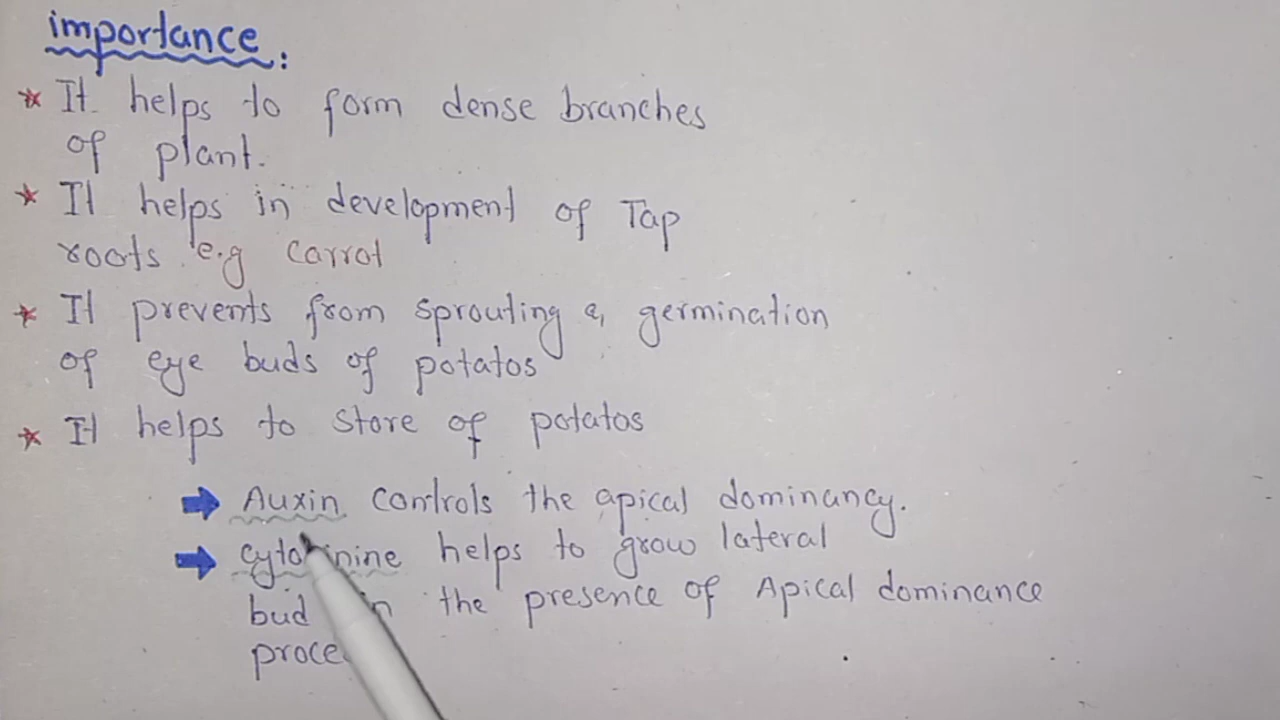 importance:
* It helps to form dense branches
of plant.
* It helps in development of Tap
roots e.g carrot
* It prevents from sprouting & germination
of eye buds of potatos
* It helps to store of potatos
➡ Auxin controls the apical dominancy.
➡ helps to grow lateral
bud the presence of Apical dominance